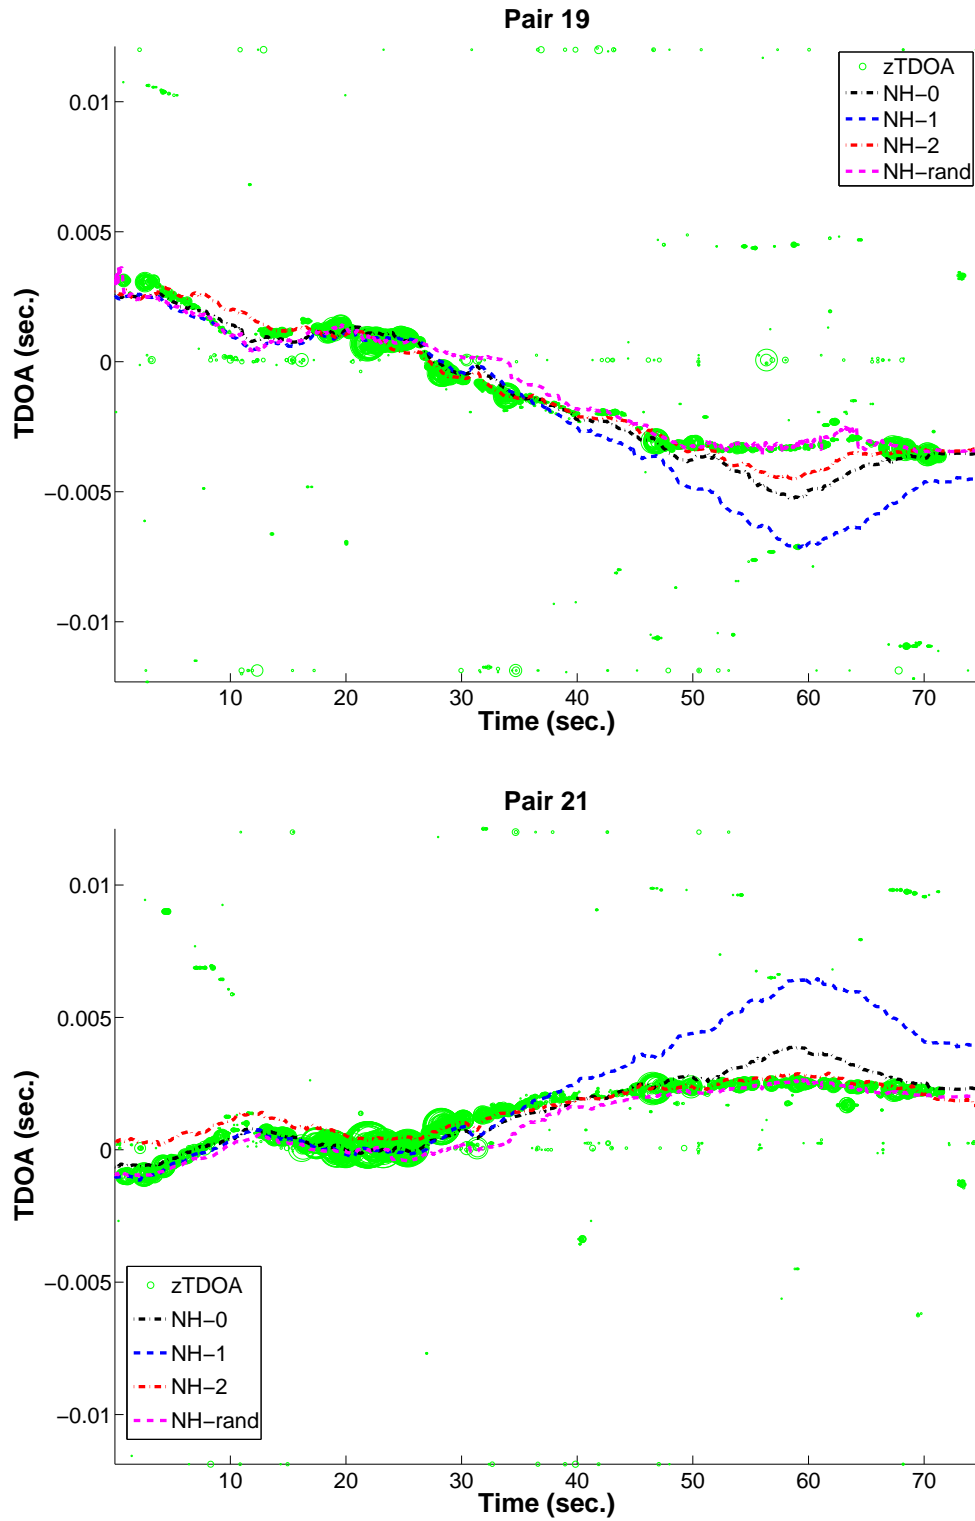 Pair 19
TDOA (sec.)
0.01
0.005
0
−0.005
−0.01
zTDOA
NH−0
NH−1
NH−2
NH−rand
10 20 30 40 50 60 70
Time (sec.)
Pair 21
TDOA (sec.)
0.01
0.005
0
−0.005
−0.01
zTDOA
NH−0
NH−1
NH−2
NH−rand
10 20 30 40 50 60 70
Time (sec.)